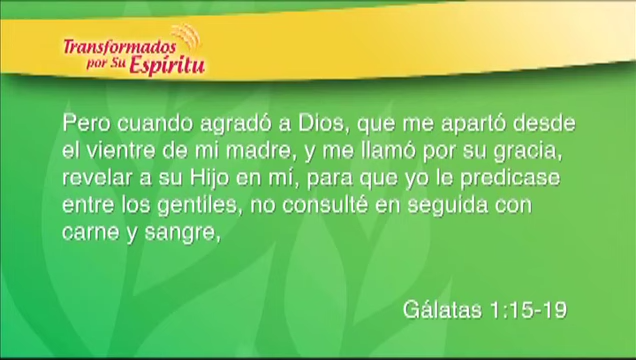 Transformados
por Su Espíritu
Pero cuando agradó a Dios, que me apartó desde
el vientre de mi madre, y me llamó por su gracia,
revelar a su Hijo en mí, para que yo le predicase
entre los gentiles, no consulté en seguida con
carne y sangre,
Gálatas 1:15-19